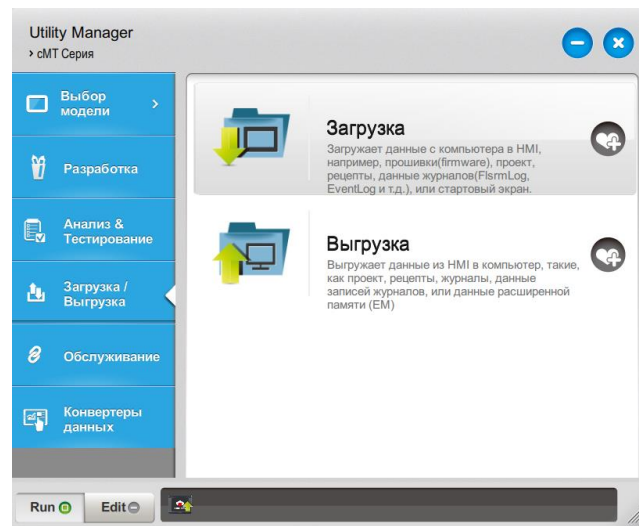 Utility Manager
› cMT Серия
Выбор
модели
Разработка
Анализ &
Тестирование
Загрузка /
Выгрузка
Обслуживание
Конвертеры
данных
Загрузка
Загружает данные с компьютера в HMI,
например, прошивки(firmware), проект,
рецепты, данные журналов(FlsrmLog,
EventLog и т.д.), или стартовый экран.
Выгрузка
Выгружает данные из HMI в компьютер, такие,
как проект, рецепты, журналы, данные
записей журналов, или данные расширенной
памяти (EM)
Run
Edit